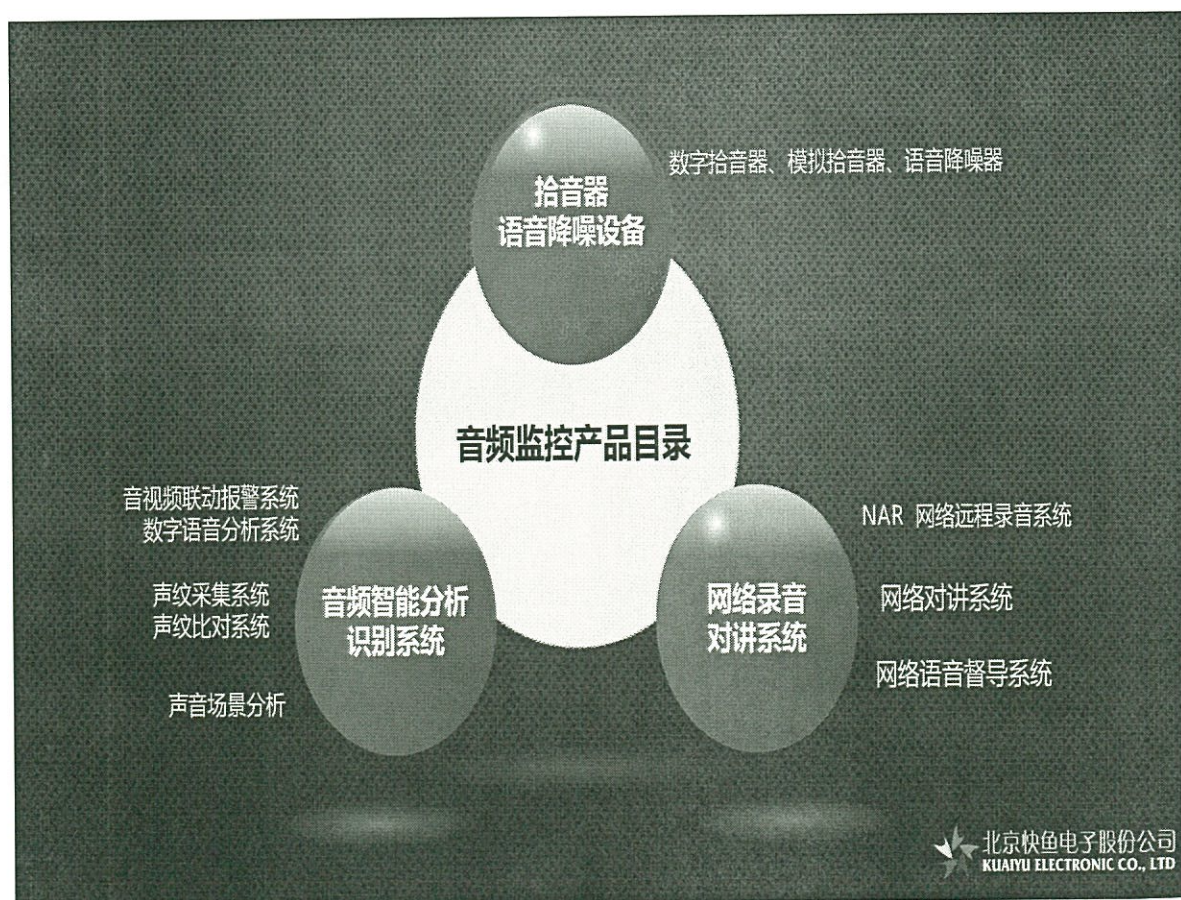 拾音器
语音降噪设备
数字拾音器、模拟拾音器、语音降噪器
音频监控产品目录
音视频联动报警系统
数字语音分析系统
声纹采集系统
声纹比对系统
声音场景分析
音频智能分析
识别系统
网络录音
对讲系统
NAR 网络远程录音系统
网络对讲系统
网络语音督导系统
北京快鱼电子股份公司
KUAIYU ELECTRONIC CO., LTD